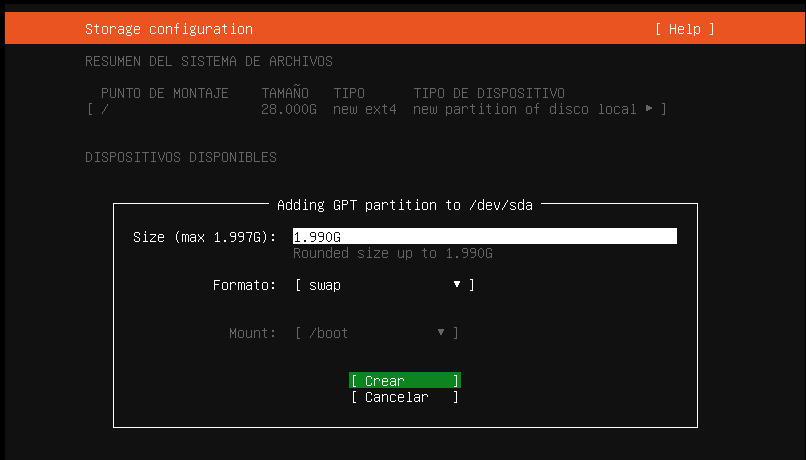 Storage configuration [ Help ]
RESUMEN DEL SISTEMA DE ARCHIVOS
PUNTO DE MONTAJE TAMAÑO TIPO TIPO DE DISPOSITIVO
[ / 28.000G new ext4 new partition of disco local ▸ ]
DISPOSITIVOS DISPONIBLES
Adding GPT partition to /dev/sda
Size (max 1.997G): 1.990G
Rounded size up to 1.990G
Formato: [ swap ▾ ]
Mount: [ /boot ▾ ]
[ Crear ]
[ Cancelar ]